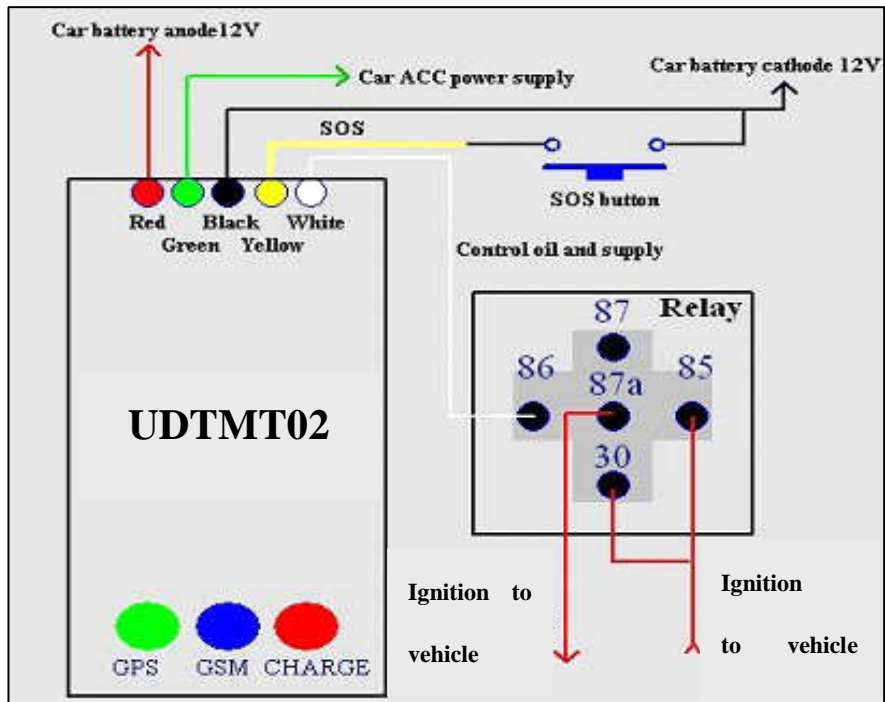 Car battery anode12V
Car ACC power supply
Car battery cathode 12V
SOS
SOS button
Red Black White
Green Yellow
Control oil and supply
Relay
87
86
87a
85
30
UDTMT02
Ignition to
vehicle
Ignition
to vehicle
GPS GSM CHARGE